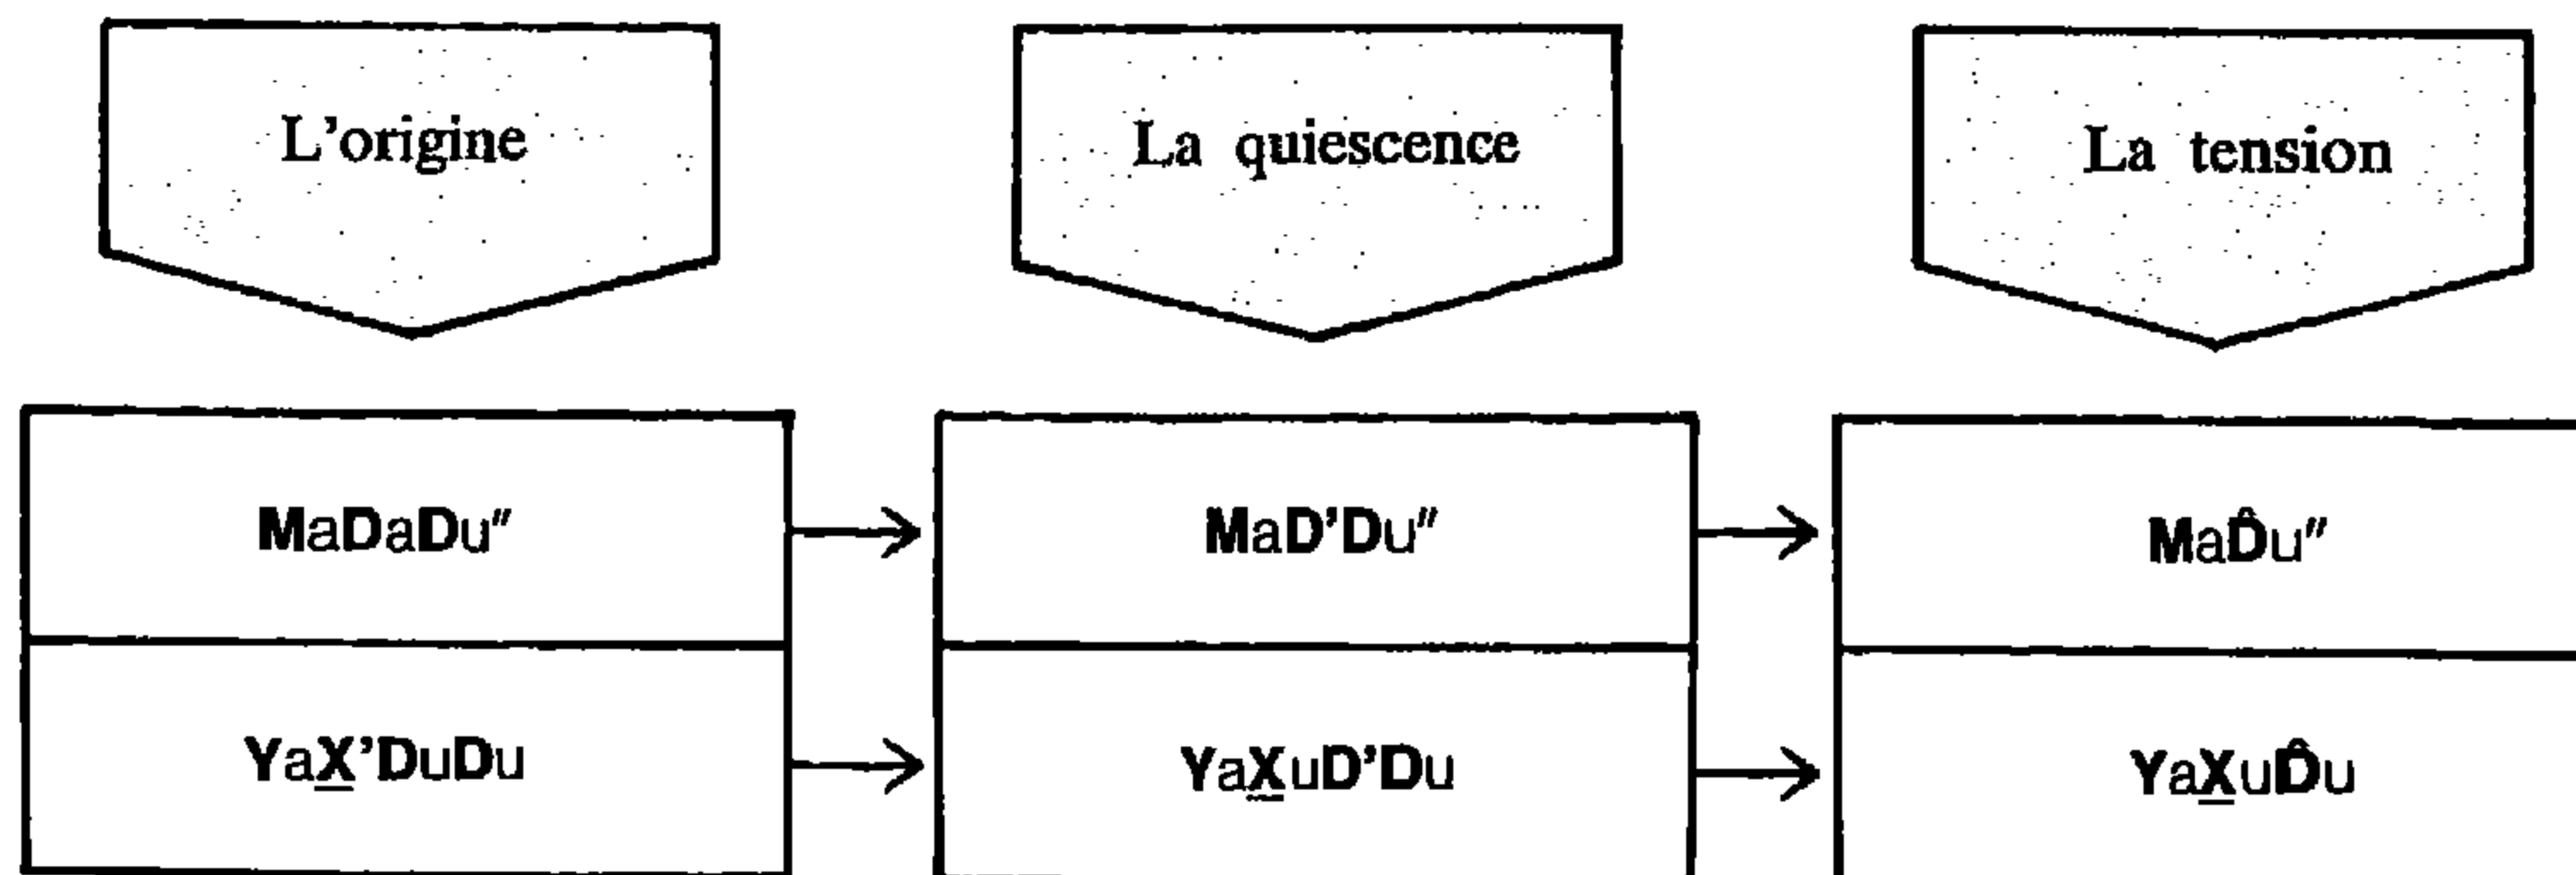 L'origine La quiescence La tension
MaDaDu" MaD'Du" MaD̂u"
YaX̲'DuDu YaX̲uD'Du YaX̲uD̂u